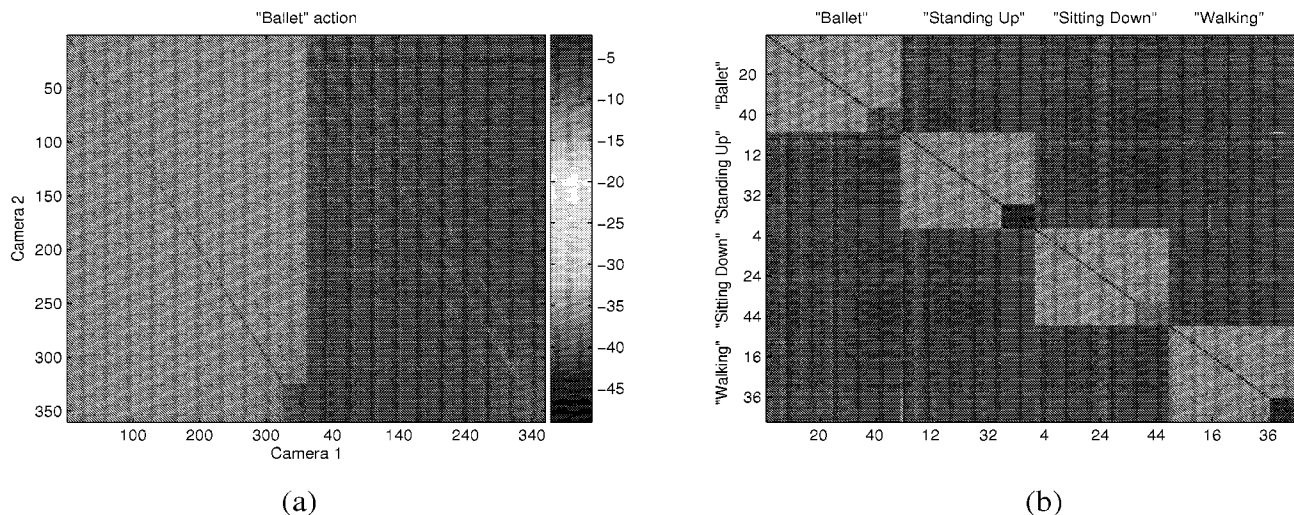 "Ballet" action
50
100
150
200
250
300
350
Camera 2
100 200 300 40 140 240 340
Camera 1
−5
−10
−15
−20
−25
−30
−35
−40
−45
(a)
"Ballet" "Standing Up" "Sitting Down" "Walking"
"Ballet"
"Standing Up"
"Sitting Down"
"Walking"
20
40
12
32
4
24
44
16
36
20 40 12 32 4 24 44 16 36
(b)